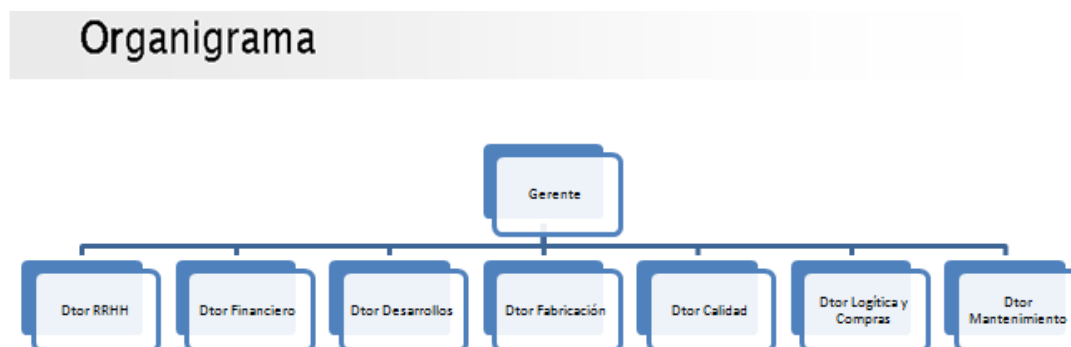 Organigrama
Gerente
Dtor RRHH
Dtor Financiero
Dtor Desarrollos
Dtor Fabricación
Dtor Calidad
Dtor Logítica y
Compras
Dtor
Mantenimiento